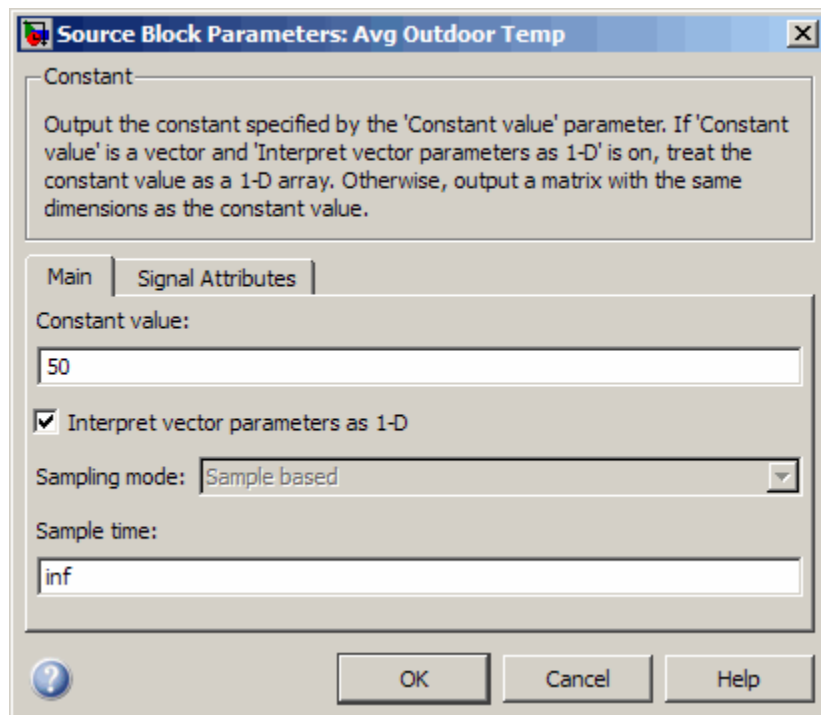 Source Block Parameters: Avg Outdoor Temp
Constant
Output the constant specified by the 'Constant value' parameter. If 'Constant
value' is a vector and 'Interpret vector parameters as 1-D' is on, treat the
constant value as a 1-D array. Otherwise, output a matrix with the same
dimensions as the constant value.
Main Signal Attributes
Constant value:
50
Interpret vector parameters as 1-D
Sampling mode: Sample based
Sample time:
inf
? OK Cancel Help